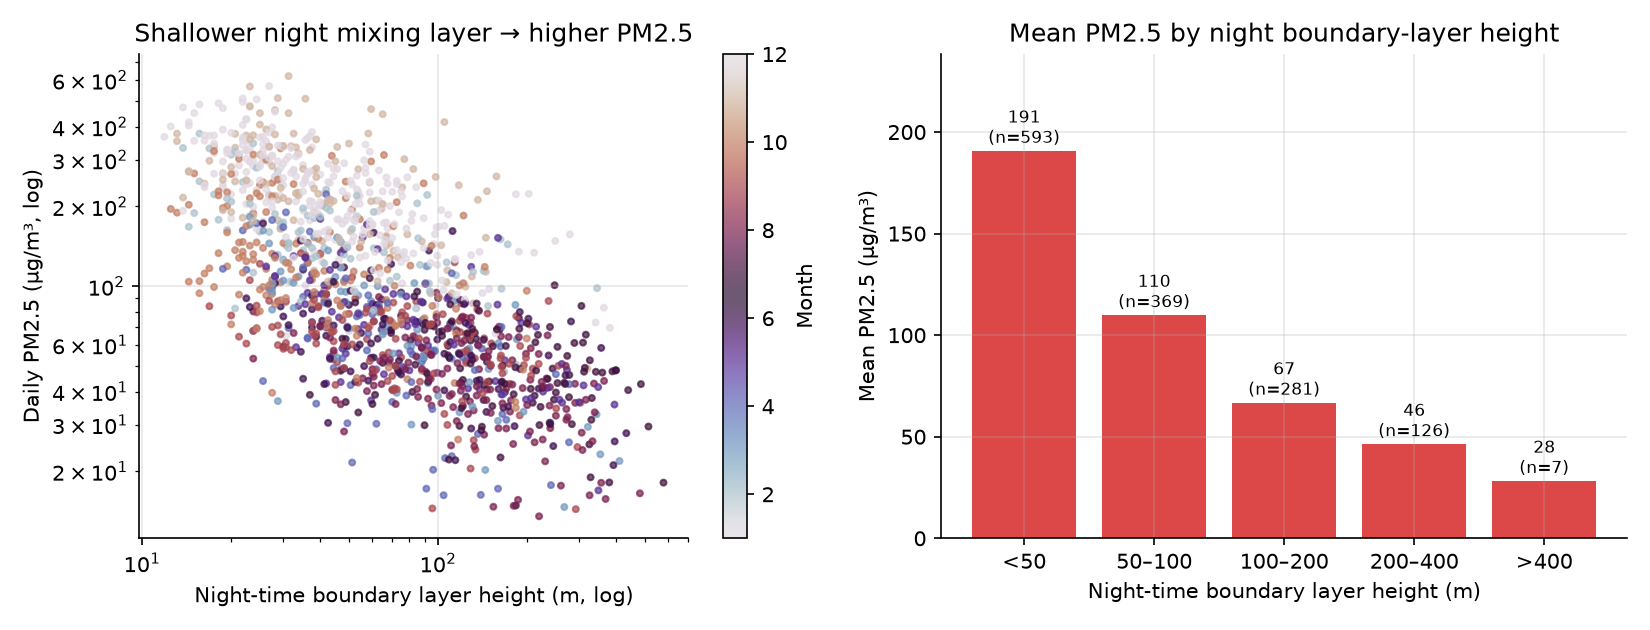 Shallower night mixing layer → higher PM2.5
Daily PM2.5 (µg/m³, log)
6 × 10²
4 × 10²
3 × 10²
2 × 10²
10²
6 × 10¹
4 × 10¹
3 × 10¹
2 × 10¹
10¹
10²
Night-time boundary layer height (m, log)
12
10
8
6
4
2
Month
Mean PM2.5 by night boundary-layer height
Mean PM2.5 (µg/m³)
200
150
100
50
0
191
(n=593)
110
(n=369)
67
(n=281)
46
(n=126)
28
(n=7)
<50
50–100
100–200
200–400
>400
Night-time boundary layer height (m)